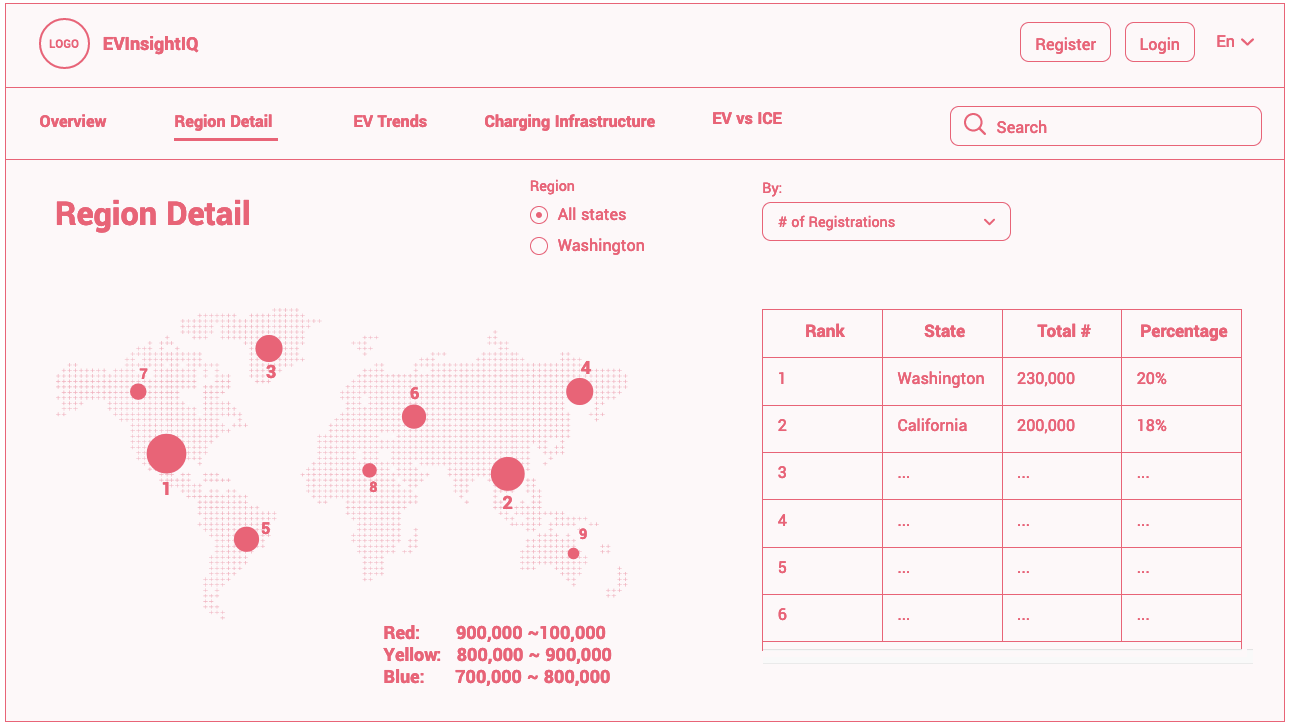 LOGO
EVInsightIQ
Register
Login
En
Overview
Region Detail
EV Trends
Charging Infrastructure
EV vs ICE
Search
Region Detail
Region
All states
Washington
By:
# of Registrations
3
7
4
6
1
8
2
5
9
Red: 900,000 ~100,000
Yellow: 800,000 ~ 900,000
Blue: 700,000 ~ 800,000
Rank State Total # Percentage
1 Washington 230,000 20%
2 California 200,000 18%
3 ... ... ...
4 ... ... ...
5 ... ... ...
6 ... ... ...